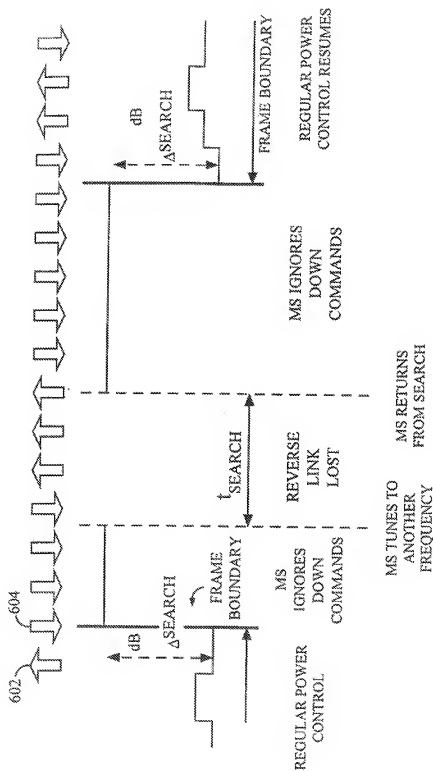 602
604
dB
ΔSEARCH
FRAME
BOUNDARY
REGULAR POWER
CONTROL
MS
IGNORES
DOWN
COMMANDS
tSEARCH
REVERSE
LINK
LOST
MS TUNES TO
ANOTHER
FREQUENCY
MS RETURNS
FROM SEARCH
MS IGNORES
DOWN
COMMANDS
dB
ΔSEARCH
FRAME BOUNDARY
REGULAR POWER
CONTROL RESUMES